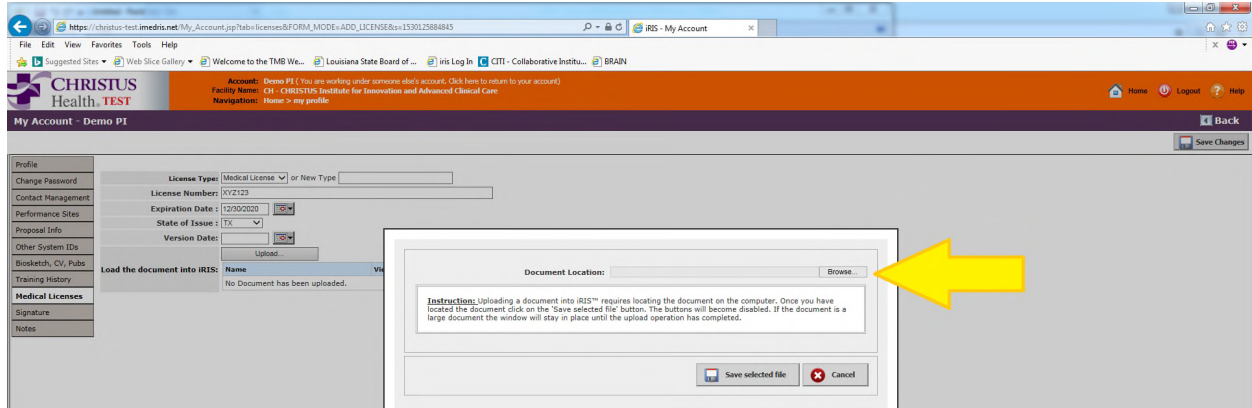 https://christus-test.imedris.net/My_Account.jsp?tab=licenses&FORM_MODE=ADD_LICENSE&s=1530125884845
iRIS - My Account
File Edit View Favorites Tools Help
Suggested Sites Web Slice Gallery Welcome to the TMB We... Louisiana State Board of ... iris Log In CITI - Collaborative Institu... BRAIN
CHRISTUS
Health TEST
Account: Demo PI ( You are working under someone else's account. Click here to return to your account)
Facility Name: CH - CHRISTUS Institute for Innovation and Advanced Clinical Care
Navigation: Home > my profile
Home Logout Help
My Account - Demo PI
Back
Save Changes
Profile
Change Password
Contact Management
Performance Sites
Proposal Info
Other System IDs
Biosketch, CV, Pubs
Training History
Medical Licenses
Signature
Notes
License Type: Medical License or New Type
License Number: XYZ123
Expiration Date : 12/30/2020
State of Issue : TX
Version Date:
Upload...
Load the document into iRIS: Name Vie
No Document has been uploaded.
Document Location: Browse...
Instruction: Uploading a document into iRIS™ requires locating the document on the computer. Once you have
located the document click on the 'Save selected file' button. The buttons will become disabled. If the document is a
large document the window will stay in place until the upload operation has completed.
Save selected file Cancel